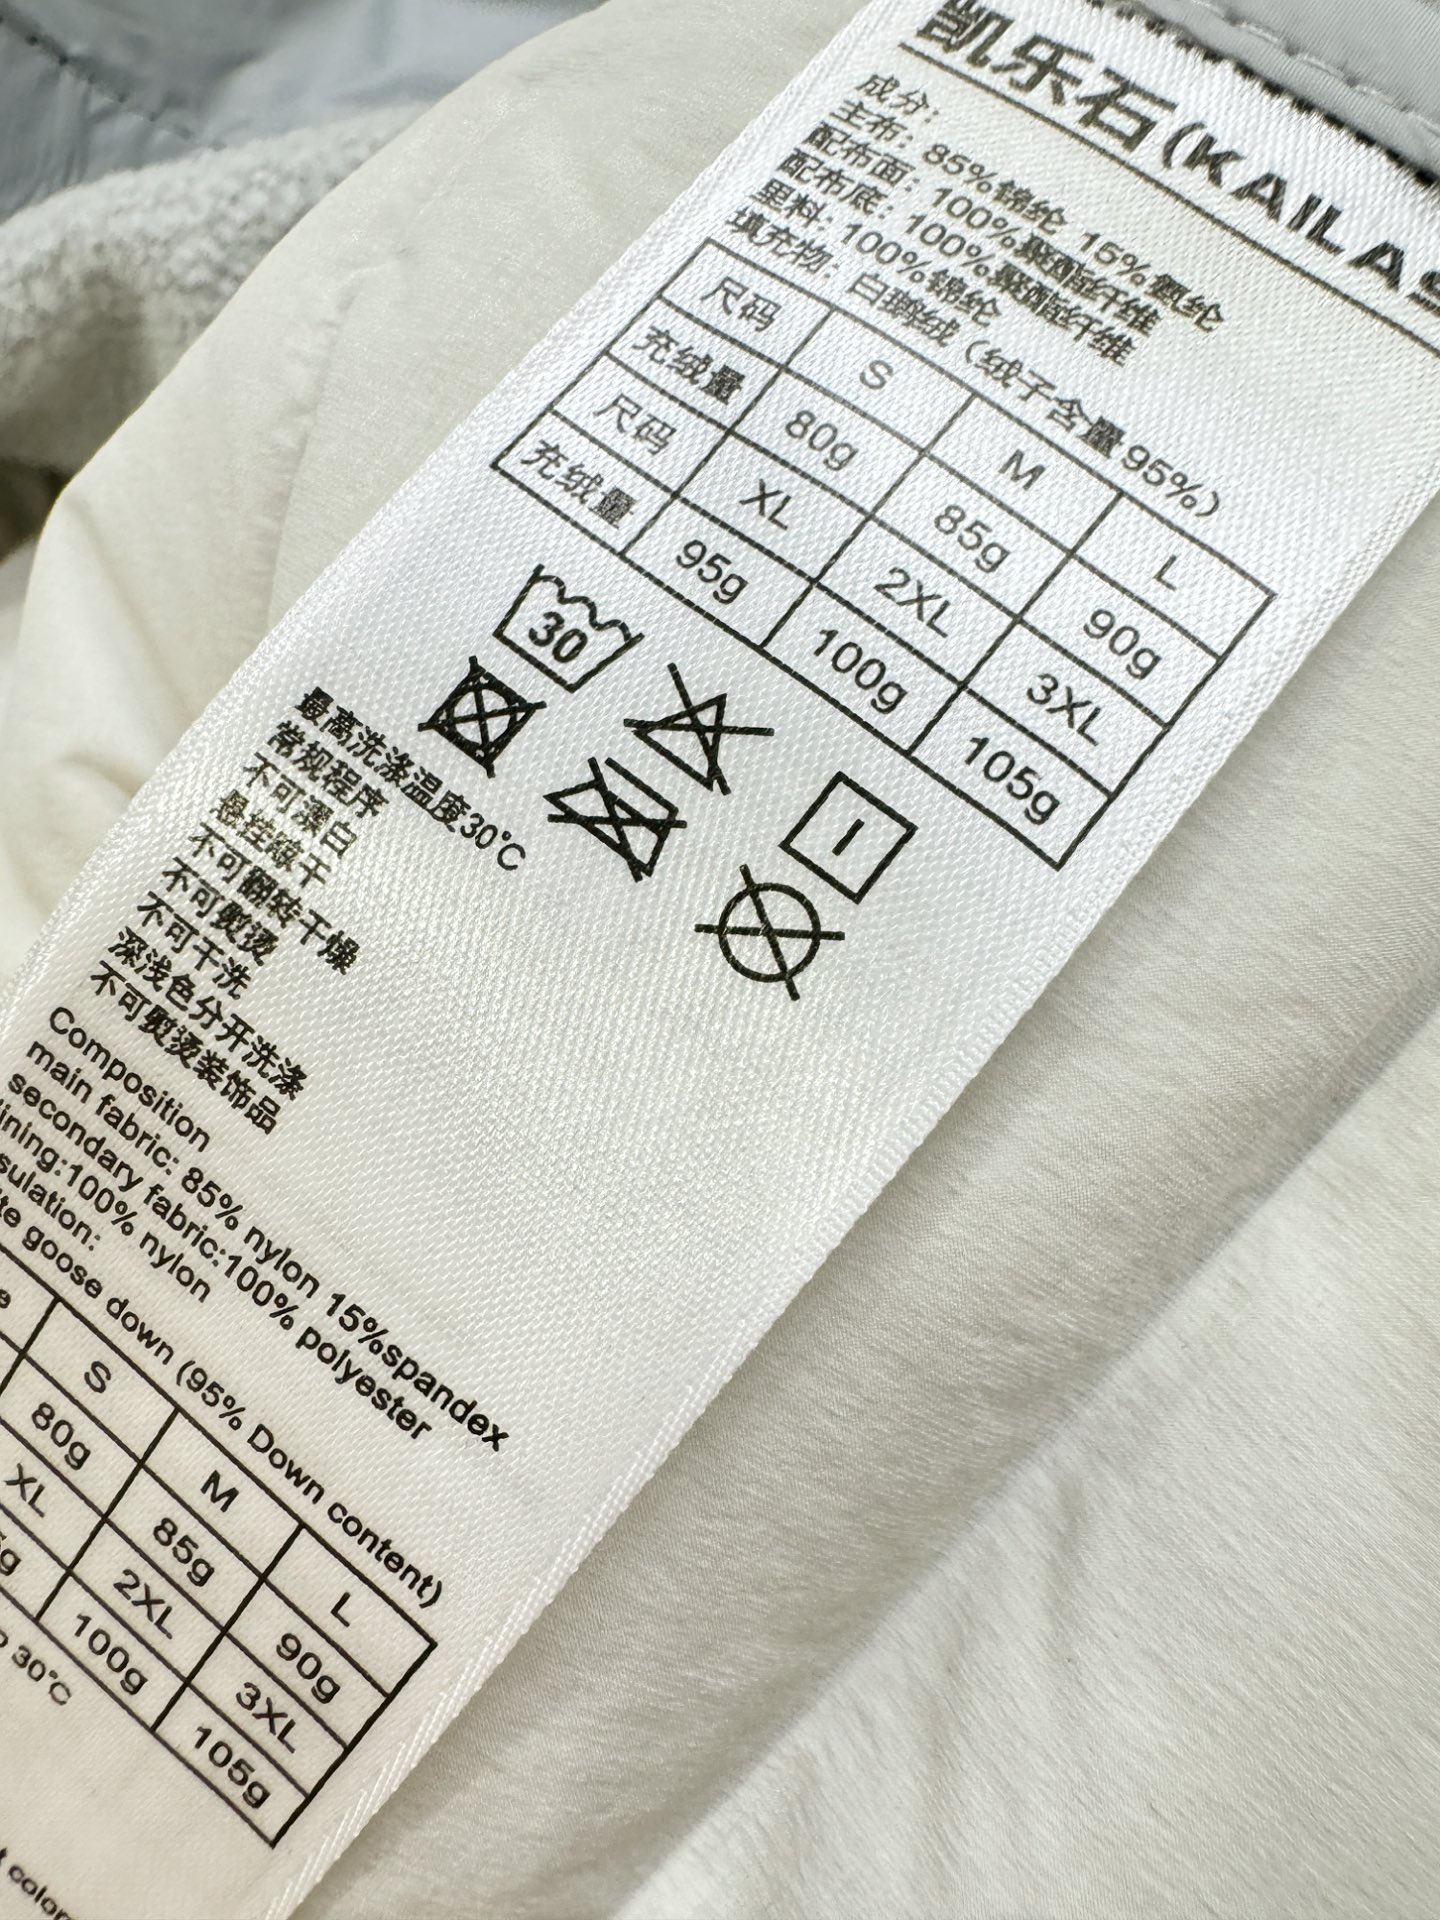 凯乐石(KAILAS
成分:
主布: 85%锦纶 15%氨纶
配布面: 100%聚酯纤维
配布底: 100%聚酯纤维
里料: 100%锦纶
填充物: 白鹅绒 (绒子含量95%)
尺码 S M L
充绒量 80g 85g 90g
尺码 XL 2XL 3XL
充绒量 95g 100g 105g
30
最高洗涤温度30℃
常规程序
不可漂白
悬挂晾干
不可翻转干燥
不可熨烫
不可干洗
深浅色分开洗涤
不可熨烫装饰品
Composition
main fabric: 85% nylon 15%spandex
secondary fabric:100% polyester
lining:100% nylon
sulation:
te goose down (95% Down content)
e S M L
80g 85g 90g
XL 2XL 3XL
g 100g 105g
30℃